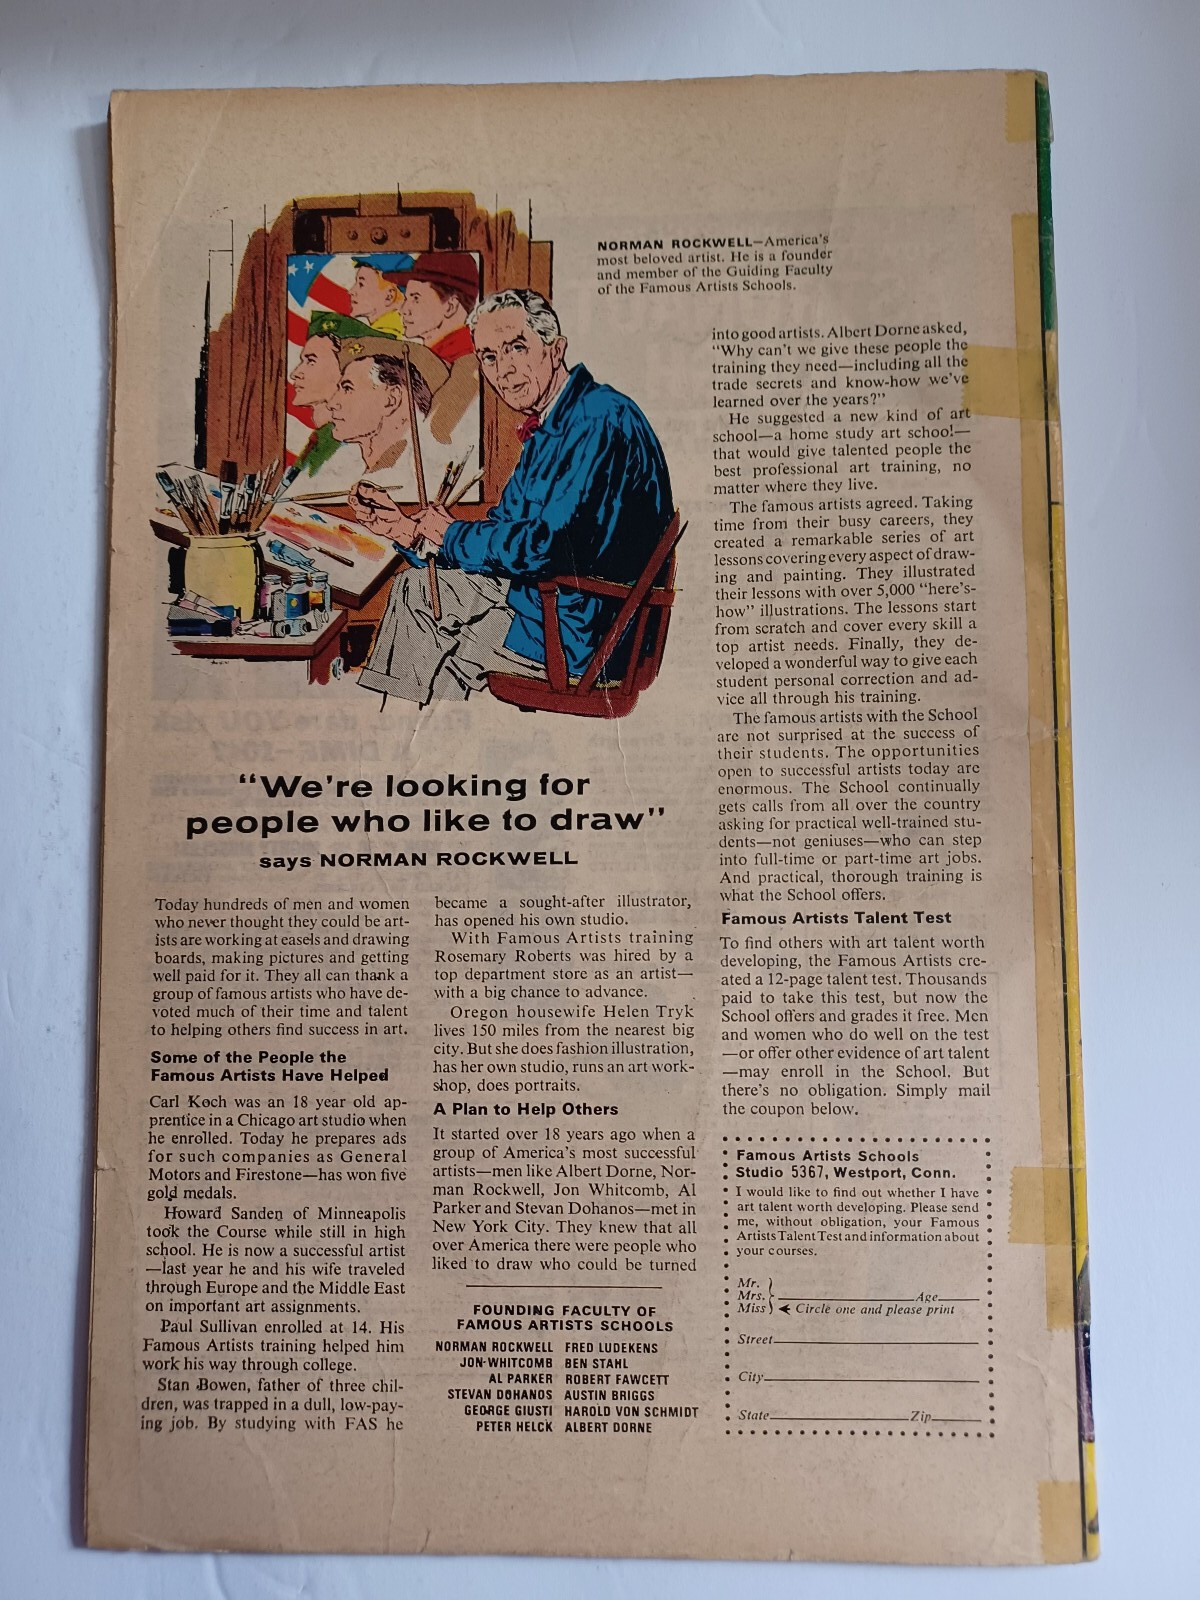 NORMAN ROCKWELL—America's
most beloved artist. He is a founder
and member of the Guiding Faculty
of the Famous Artists Schools.
"We're looking for
people who like to draw"
says NORMAN ROCKWELL
Today hundreds of men and women
who never thought they could be art-
ists are working at easels and drawing
boards, making pictures and getting
well paid for it. They all can thank a
group of famous artists who have de-
voted much of their time and talent
to helping others find success in art.
Some of the People the
Famous Artists Have Helped
Carl Koch was an 18 year old ap-
prentice in a Chicago art studio when
he enrolled. Today he prepares ads
for such companies as General
Motors and Firestone—has won five
gold medals.
Howard Sanden of Minneapolis
took the Course while still in high
school. He is now a successful artist
—last year he and his wife traveled
through Europe and the Middle East
on important art assignments.
Paul Sullivan enrolled at 14. His
Famous Artists training helped him
work his way through college.
Stan Bowen, father of three chil-
dren, was trapped in a dull, low-pay-
ing job. By studying with FAS he
became a sought-after illustrator,
has opened his own studio.
With Famous Artists training
Rosemary Roberts was hired by a
top department store as an artist—
with a big chance to advance.
Oregon housewife Helen Tryk
lives 150 miles from the nearest big
city. But she does fashion illustration,
has her own studio, runs an art work-
shop, does portraits.
A Plan to Help Others
It started over 18 years ago when a
group of America's most successful
artists—men like Albert Dorne, Nor-
man Rockwell, Jon Whitcomb, Al
Parker and Stevan Dohanos—met in
New York City. They knew that all
over America there were people who
liked to draw who could be turned
FOUNDING FACULTY OF
FAMOUS ARTISTS SCHOOLS
NORMAN ROCKWELL FRED LUDEKENS
JON WHITCOMB BEN STAHL
AL PARKER ROBERT FAWCETT
STEVAN DOHANOS AUSTIN BRIGGS
GEORGE GIUSTI HAROLD VON SCHMIDT
PETER HELCK ALBERT DORNE
into good artists. Albert Dorne asked,
"Why can't we give these people the
training they need—including all the
trade secrets and know-how we've
learned over the years?"
He suggested a new kind of art
school—a home study art school—
that would give talented people the
best professional art training, no
matter where they live.
The famous artists agreed. Taking
time from their busy careers, they
created a remarkable series of art
lessons covering every aspect of draw-
ing and painting. They illustrated
their lessons with over 5,000 "here's-
how" illustrations. The lessons start
from scratch and cover every skill a
top artist needs. Finally, they de-
veloped a wonderful way to give each
student personal correction and ad-
vice all through his training.
The famous artists with the School
are not surprised at the success of
their students. The opportunities
open to successful artists today are
enormous. The School continually
gets calls from all over the country
asking for practical well-trained stu-
dents—not geniuses—who can step
into full-time or part-time art jobs.
And practical, thorough training is
what the School offers.
Famous Artists Talent Test
To find others with art talent worth
developing, the Famous Artists cre-
ated a 12-page talent test. Thousands
paid to take this test, but now the
School offers and grades it free. Men
and women who do well on the test
—or offer other evidence of art talent
—may enroll in the School. But
there's no obligation. Simply mail
the coupon below.
Famous Artists Schools
Studio 5367, Westport, Conn.
I would like to find out whether I have
art talent worth developing. Please send
me, without obligation, your Famous
Artists Talent Test and information about
your courses.
Mr.
Mrs. Age
Miss Circle one and please print
Street
City
State Zip